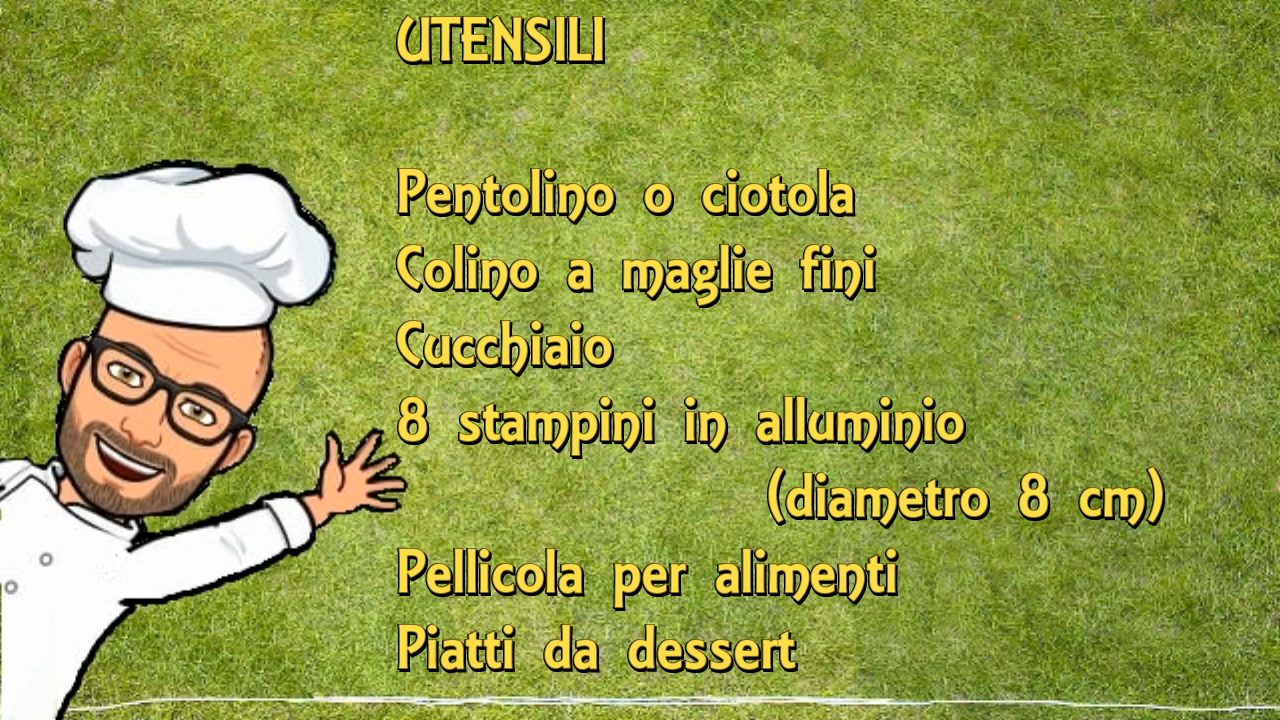 UTENSILI
Pentolino o ciotola
Colino a maglie fini
Cucchiaio
8 stampini in alluminio
(diametro 8 cm)
Pellicola per alimenti
Piatti da dessert